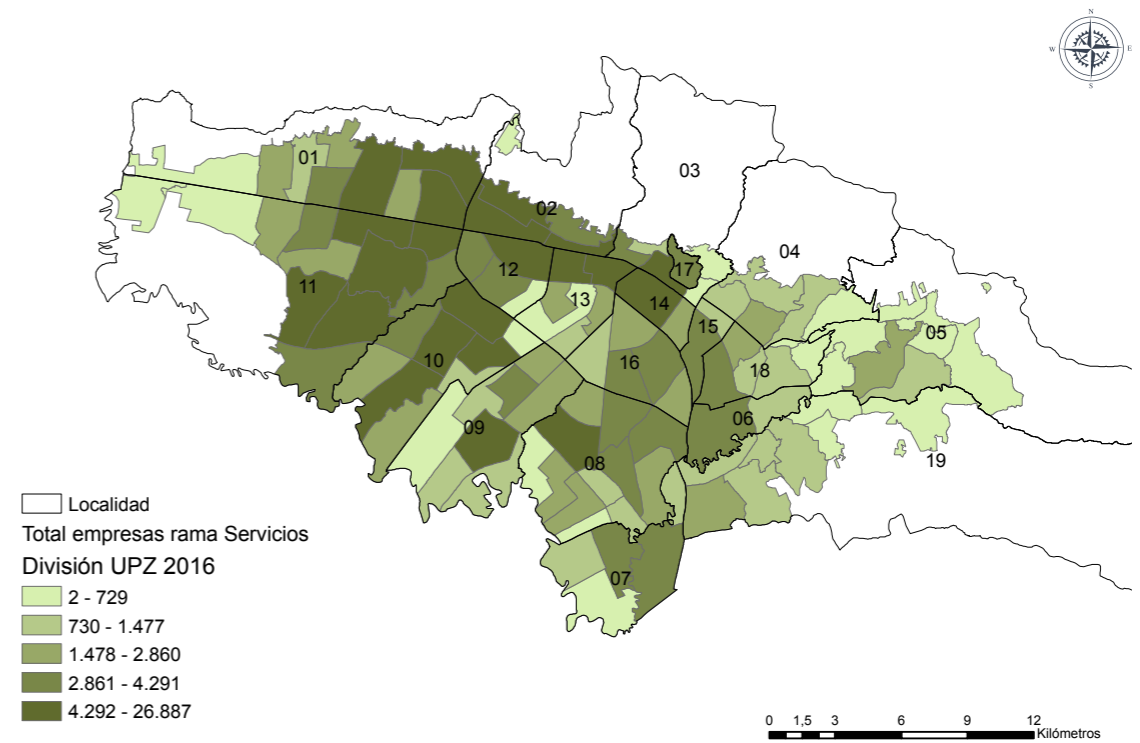 N
W E
S
03
01
02
04
12
17
11
13
14
15
05
10
16
18
09
06
08
19
07
Localidad
Total empresas rama Servicios
División UPZ 2016
2 - 729
730 - 1.477
1.478 - 2.860
2.861 - 4.291
4.292 - 26.887
0 1,5 3 6 9 12
Kilómetros